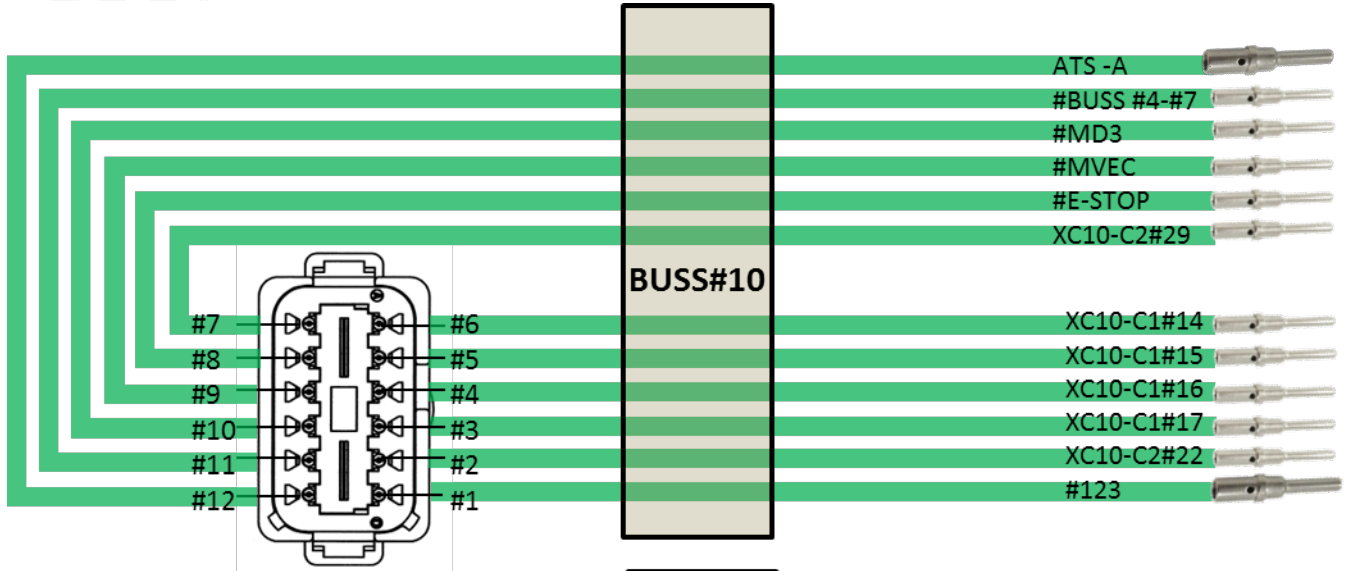 ATS -A
#BUSS #4-#7
#MD3
#MVEC
#E-STOP
XC10-C2#29
BUSS#10
#7 #6 XC10-C1#14
#8 #5 XC10-C1#15
#9 #4 XC10-C1#16
#10 #3 XC10-C1#17
#11 #2 XC10-C2#22
#12 #1 #123